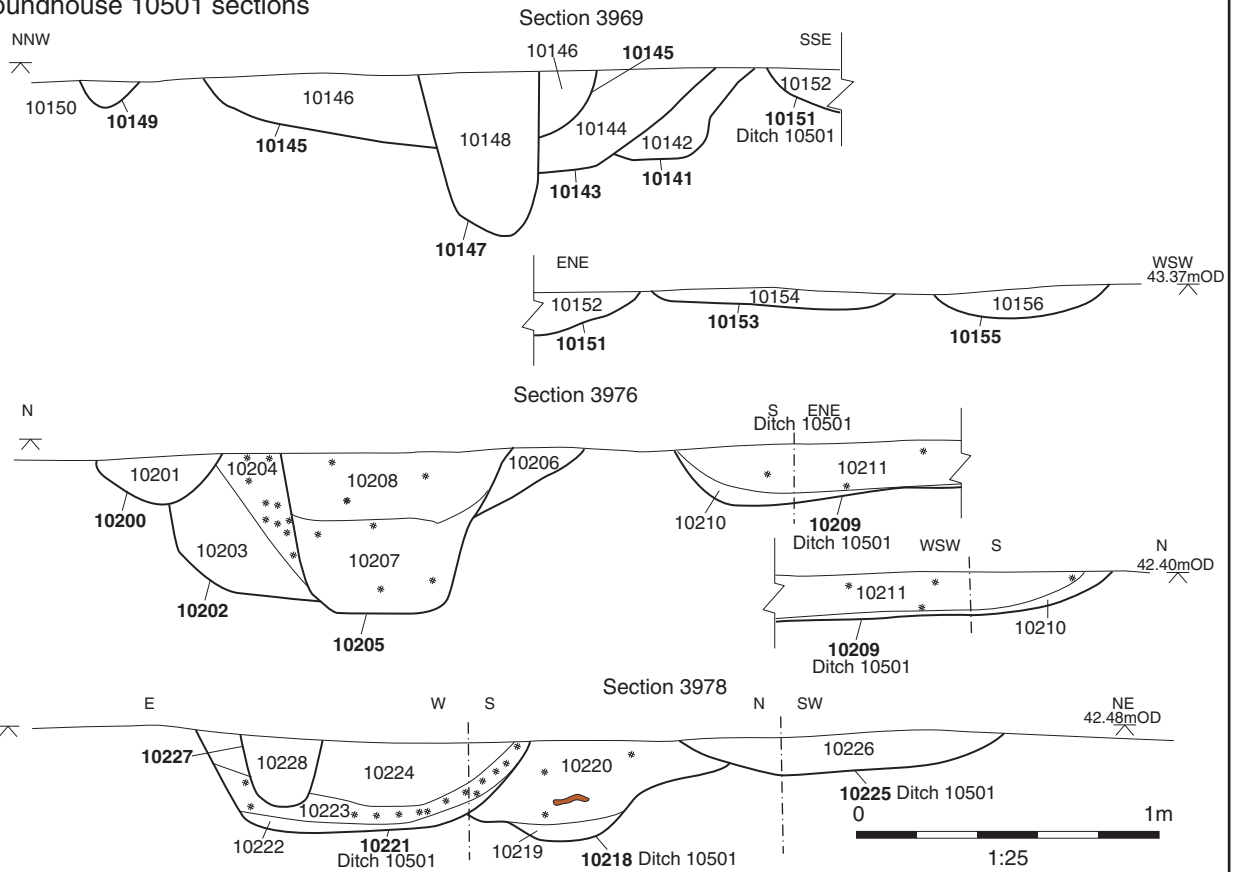 oundhouse 10501 sections
Section 3969
NNW
10146
10145
SSE
10150
10149
10146
10145
10148
10147
10144
10143
10142
10141
10152
10151
Ditch 10501
ENE
WSW
43.37mOD
10152
10151
10154
10153
10156
10155
Section 3976
N
S
ENE
Ditch 10501
10201
10200
10204
10208
10206
10203
10202
10207
10205
10211
10210
10209
Ditch 10501
WSW
S
N
42.40mOD
10211
10210
10209
Ditch 10501
Section 3978
E
W
S
N
SW
NE
42.48mOD
10227
10228
10224
10220
10226
10223
10222
10221
Ditch 10501
10219
10218 Ditch 10501
10225 Ditch 10501
0
1m
1:25